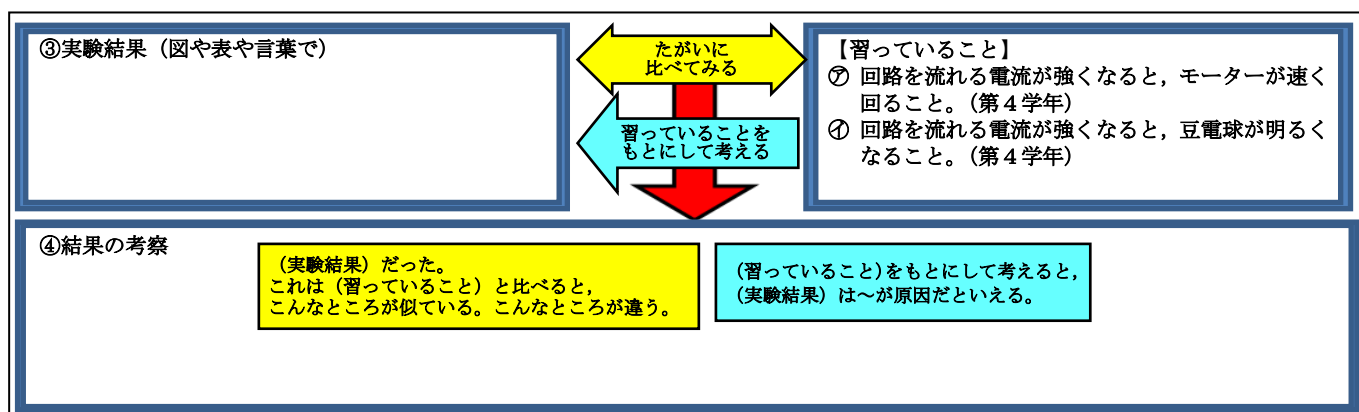 ③実験結果（図や表や言葉で）
たがいに
比べてみる
習っていることを
もとにして考える
【習っていること】
㋐ 回路を流れる電流が強くなると，モーターが速く
回ること。（第４学年）
㋑ 回路を流れる電流が強くなると，豆電球が明るく
なること。（第４学年）
④結果の考察
（実験結果）だった。
これは（習っていること）と比べると，
こんなところが似ている。こんなところが違う。
（習っていること）をもとにして考えると，
（実験結果）は～が原因だといえる。